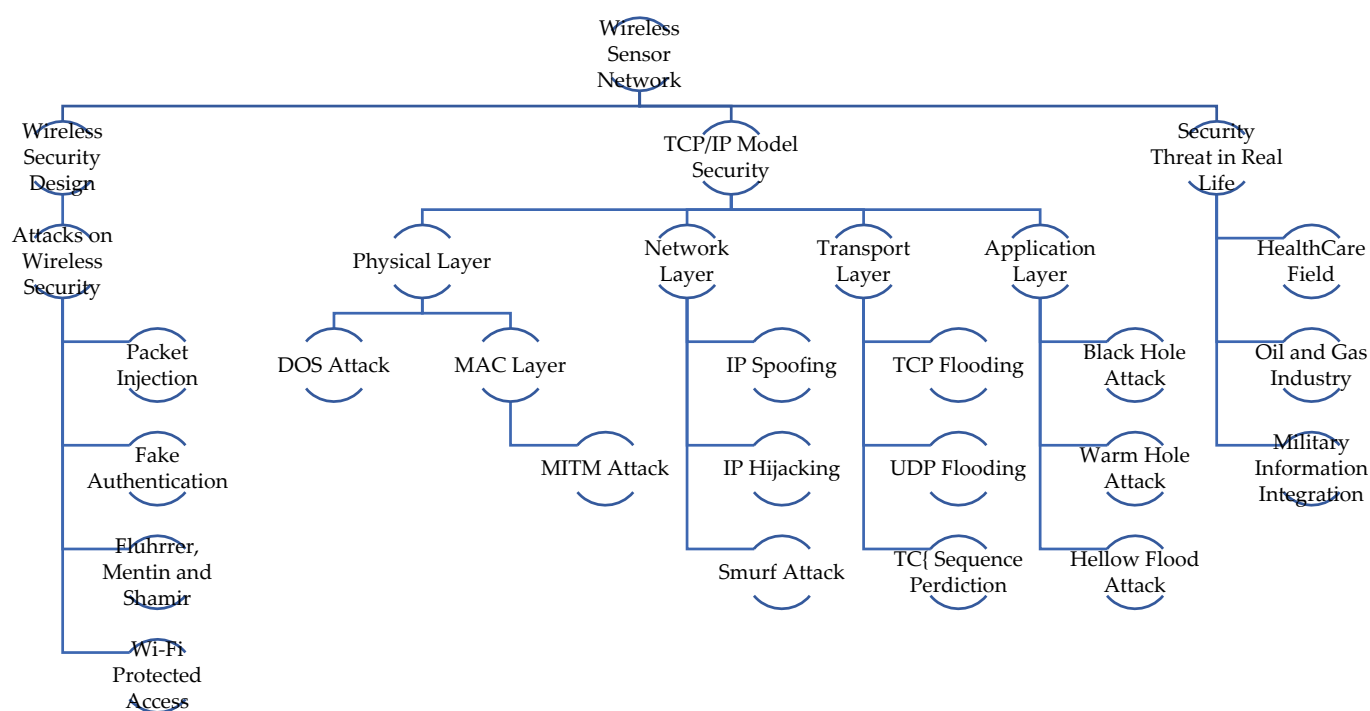 Wireless
Sensor
Network
Wireless
Security
Design
TCP/IP Model
Security
Security
Threat in Real
Life
Attacks on
Wireless
Security
Physical Layer
Network
Layer
Transport
Layer
Application
Layer
HealthCare
Field
Packet
Injection
DOS Attack
MAC Layer
IP Spoofing
TCP Flooding
Black Hole
Attack
Oil and Gas
Industry
Fake
Authentication
MITM Attack
IP Hijacking
UDP Flooding
Warm Hole
Attack
Military
Information
Integration
Fluhrrer,
Mentin and
Shamir
Smurf Attack
TC{ Sequence
Perdiction
Hellow Flood
Attack
Wi-Fi
Protected
Access